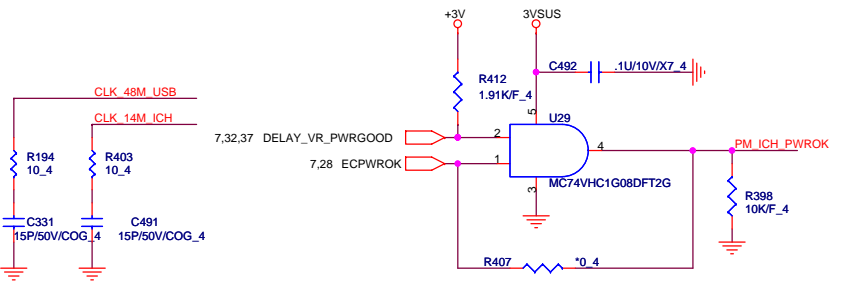 +3V
3VSUS
C492
.1U/10V/X7_4
R412
1.91K/F_4
CLK_48M_USB
CLK_14M_ICH
5
U29
7,32,37 DELAY_VR_PWRGOOD
2
4
PM_ICH_PWROK
7,28 ECPWROK
1
R194
10_4
R403
10_4
3
MC74VHC1G08DFT2G
R398
10K/F_4
C331
15P/50V/COG_4
C491
15P/50V/COG_4
R407
*0_4